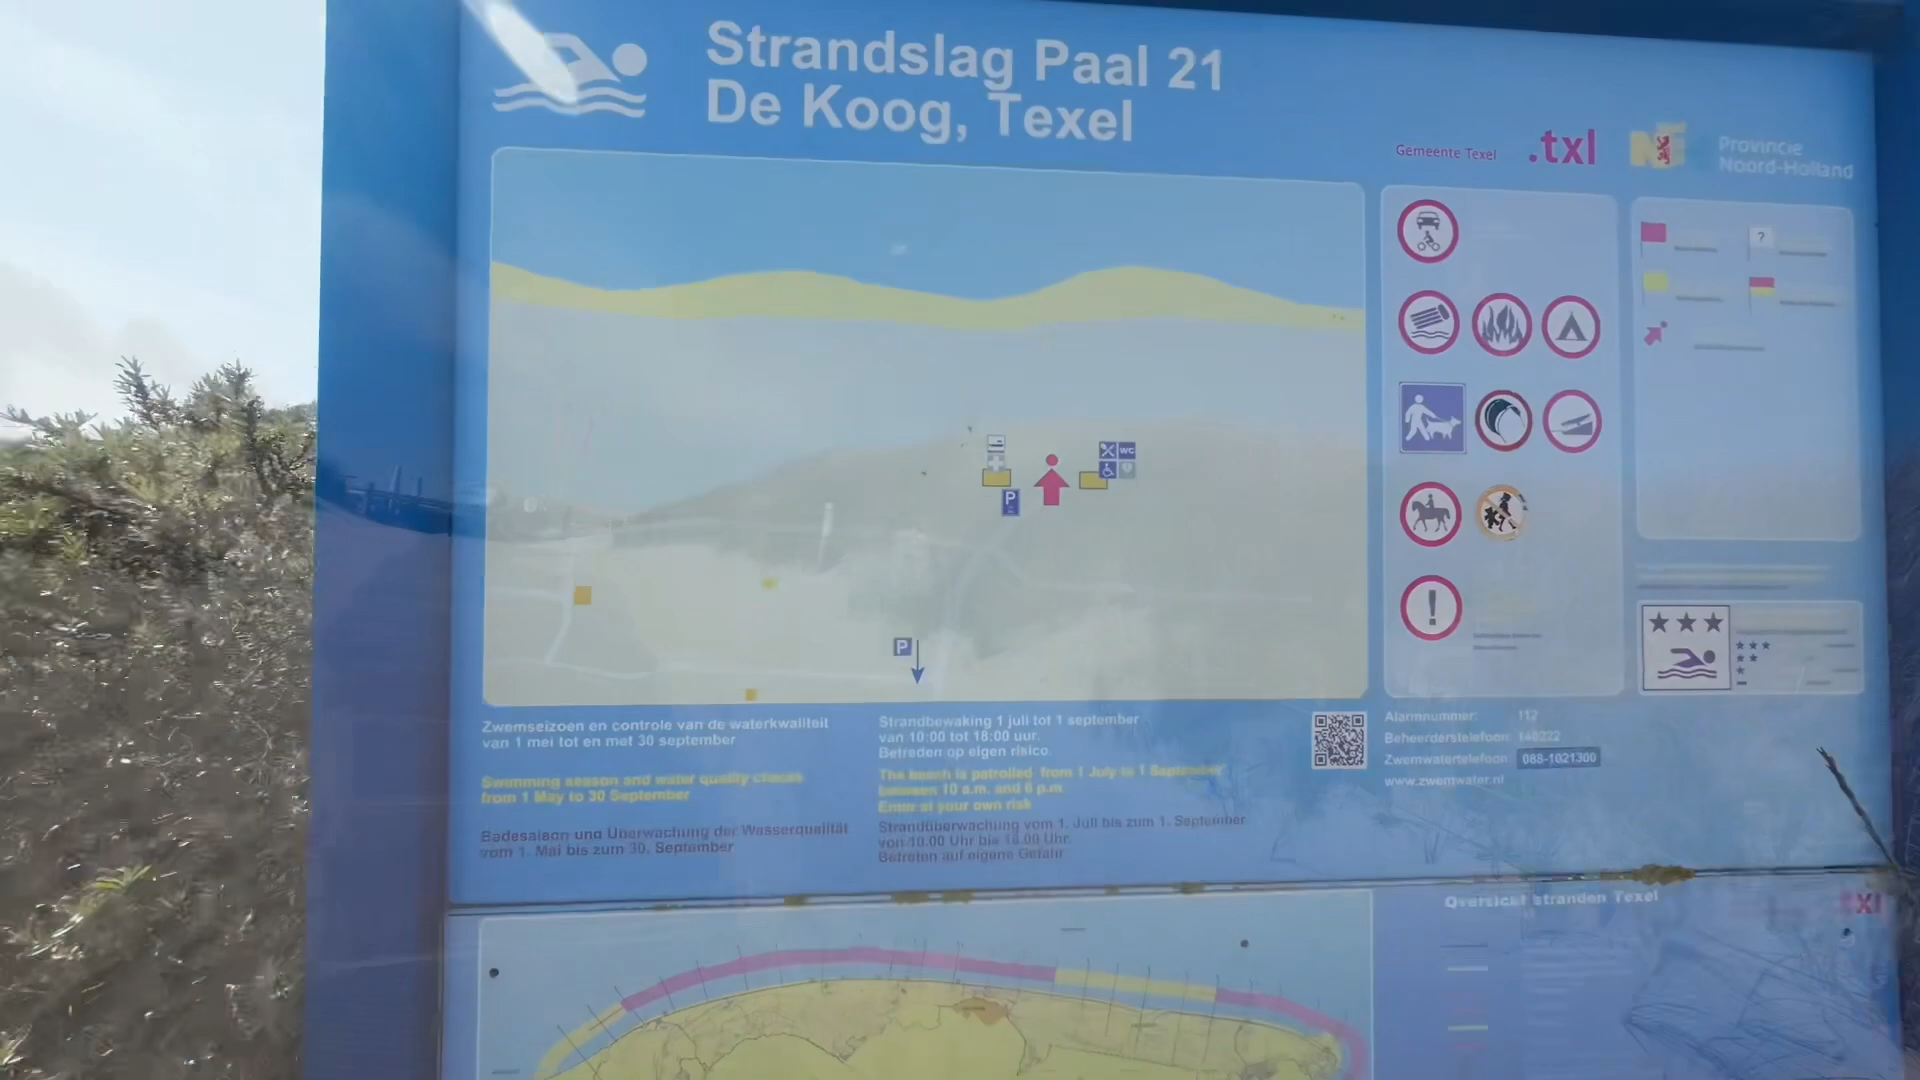 Strandslag Paal 21
De Koog, Texel
Gemeente Texel
.txl
Provincie
Noord-Holland
?
WC
P
P
Zwemseizoen en controle van de waterkwaliteit
van 1 mei tot en met 30 september
Swimming season and water quality checks
from 1 May to 30 September
Badesaison und Überwachung der Wasserqualität
vom 1. Mai bis zum 30. September
Strandbewaking 1 juli tot 1 september
van 10:00 tot 18:00 uur.
Betreden op eigen risico.
The beach is patrolled from 1 July to 1 September
between 10 a.m. and 6 p.m
Enter at your own risk
Strandüberwachung vom 1. Juli bis zum 1. September
von 10.00 Uhr bis 18.00 Uhr.
Betreten auf eigene Gefahr
Alarmnummer: 112
Beheerderstelefoon: 140222
Zwemwatertelefoon 088-1021300
www.zwemwater.nl
Overzicht stranden Texel
txl